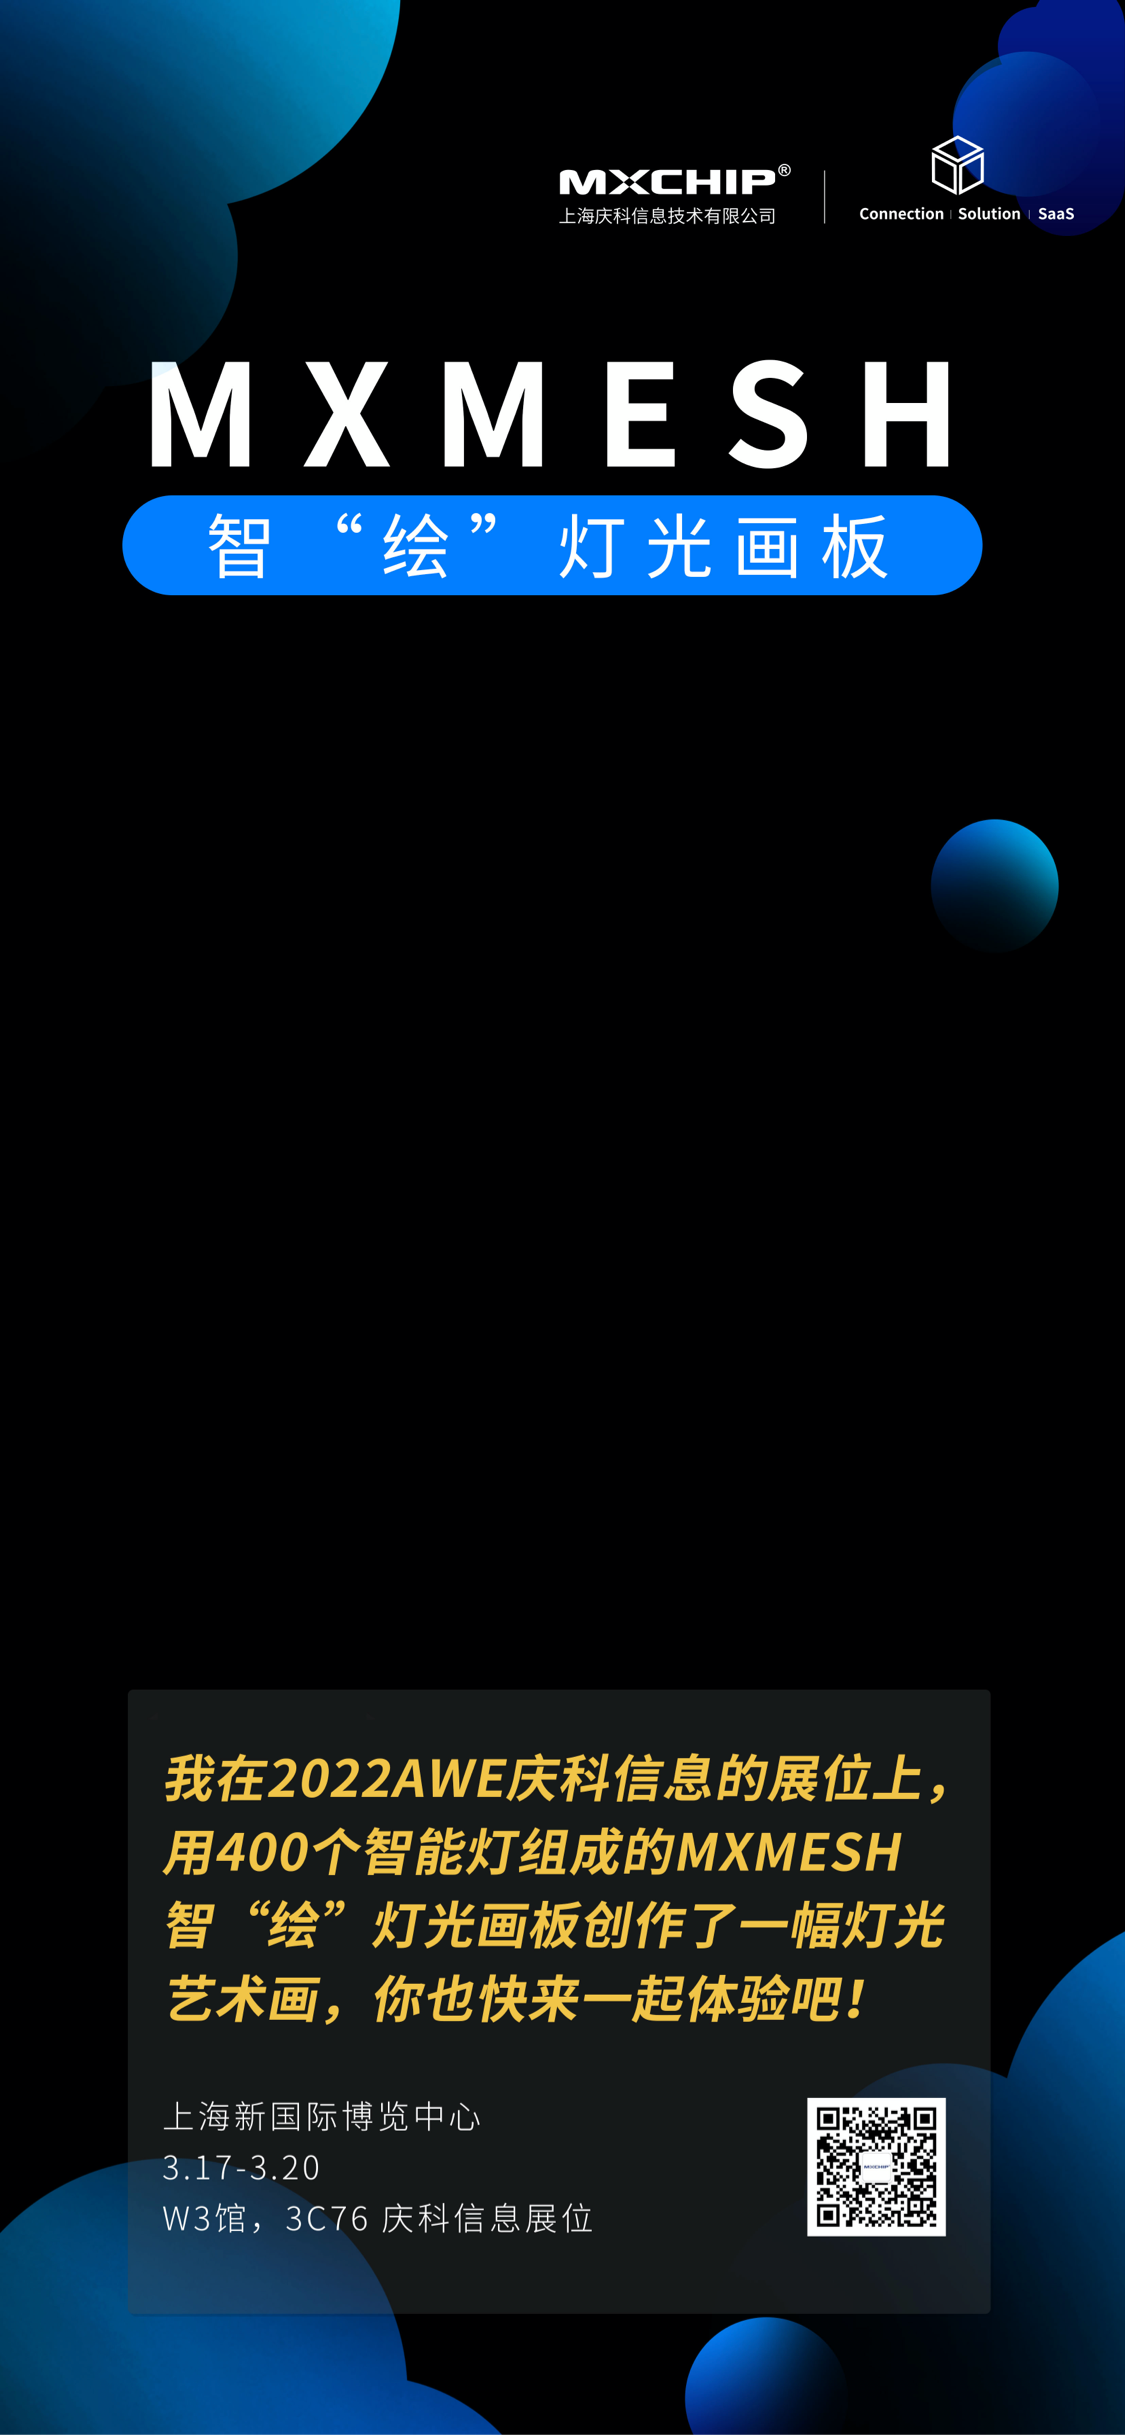 MXCHIP®
上海庆科信息技术有限公司
Connection | Solution | SaaS
MXMESH
智“绘”灯光画板
我在2022AWE庆科信息的展位上，
用400个智能灯组成的MXMESH
智“绘”灯光画板创作了一幅灯光
艺术画，你也快来一起体验吧！
上海新国际博览中心
3.17-3.20
W3馆，3C76 庆科信息展位
MXCHIP